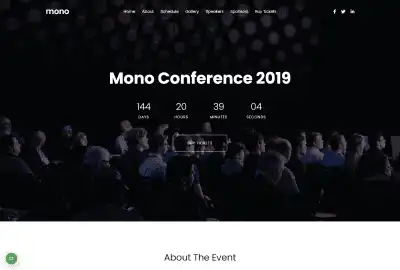 mono
Home About Schedule Gallery Speakers Sponsors Buy Tickets
Mono Conference 2019
144 20 39 04
DAYS HOURS MINUTES SECONDS
BUY TICKETS
About The Event